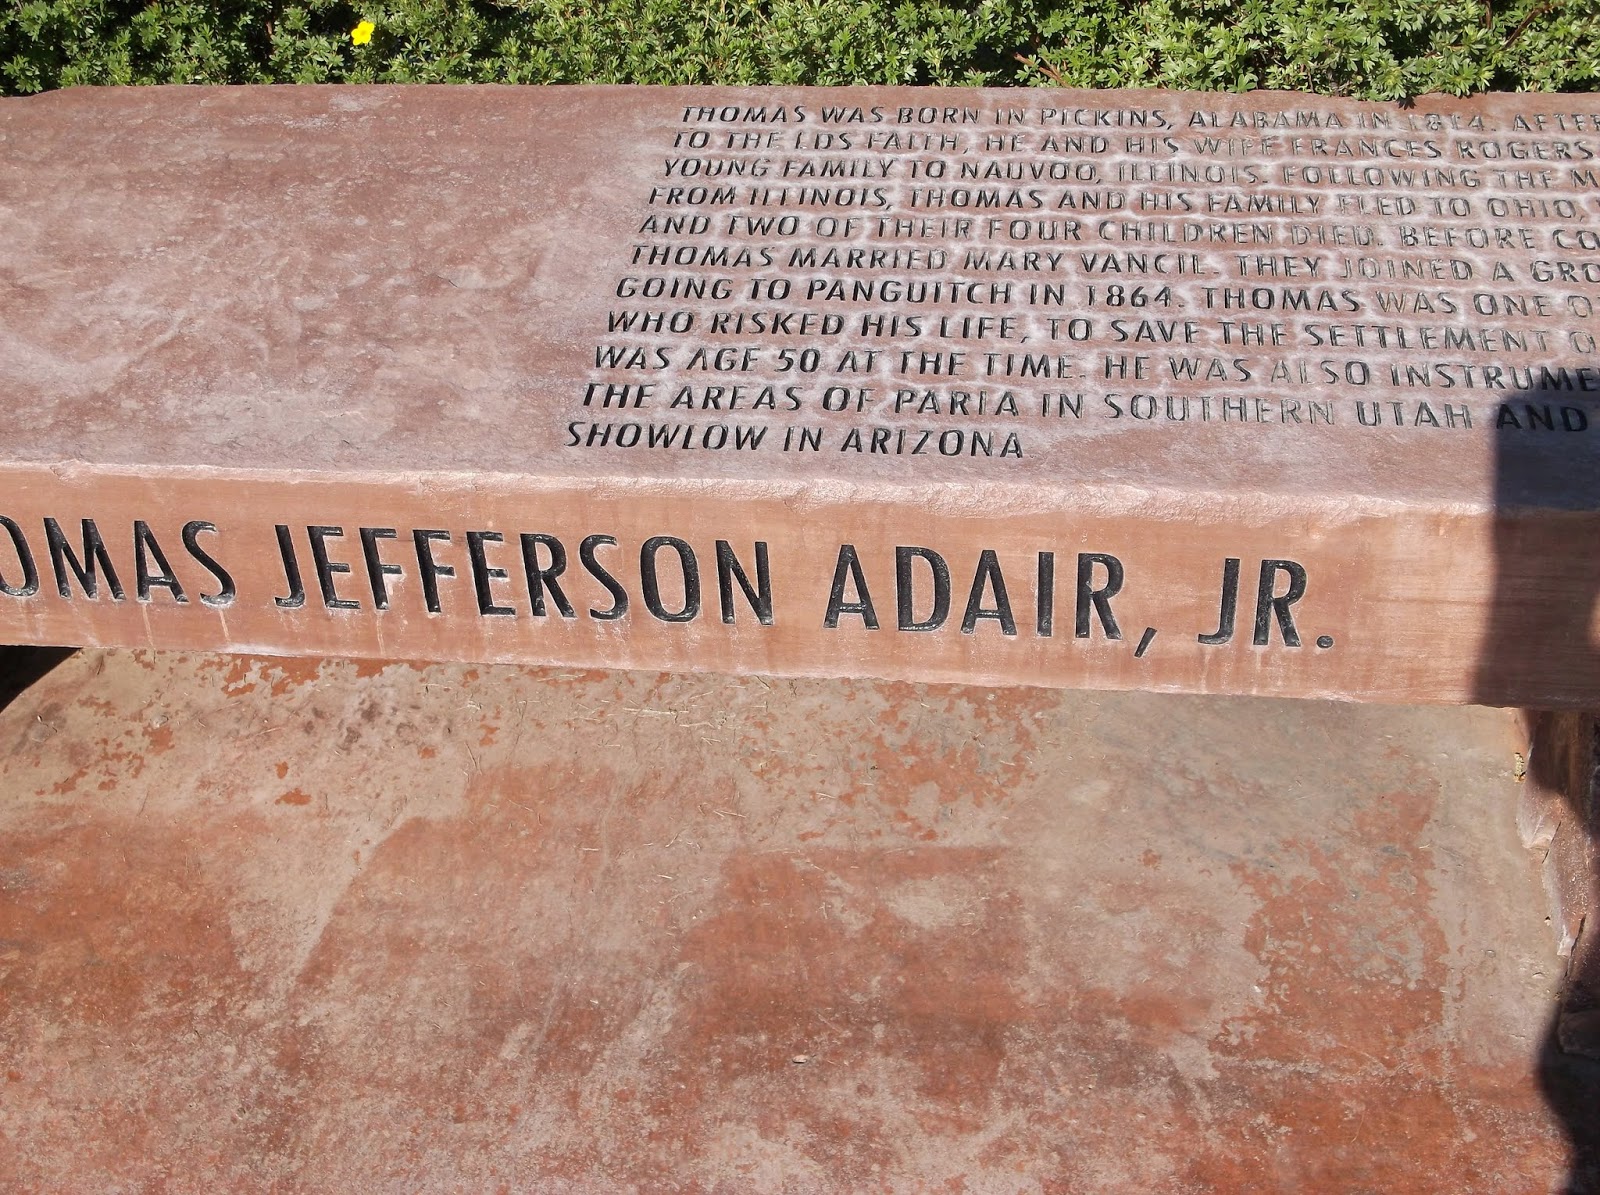 THOMAS WAS BORN IN PICKINS, ALABAMA IN 1814. AFTER
TO THE LDS FAITH, HE AND HIS WIFE FRANCES ROGERS
YOUNG FAMILY TO NAUVOO, ILLINOIS. FOLLOWING THE
FROM ILLINOIS, THOMAS AND HIS FAMILY FLED TO OHIO,
AND TWO OF THEIR FOUR CHILDREN DIED. BEFORE
THOMAS MARRIED MARY VANCIL. THEY JOINED A
GOING TO PANGUITCH IN 1864. THOMAS WAS ONE
WHO RISKED HIS LIFE, TO SAVE THE SETTLEMENT
WAS AGE 50 AT THE TIME. HE WAS ALSO
THE AREAS OF PARIA IN SOUTHERN UTAH AND
SHOWLOW IN ARIZONA
OMAS JEFFERSON ADAIR, JR.